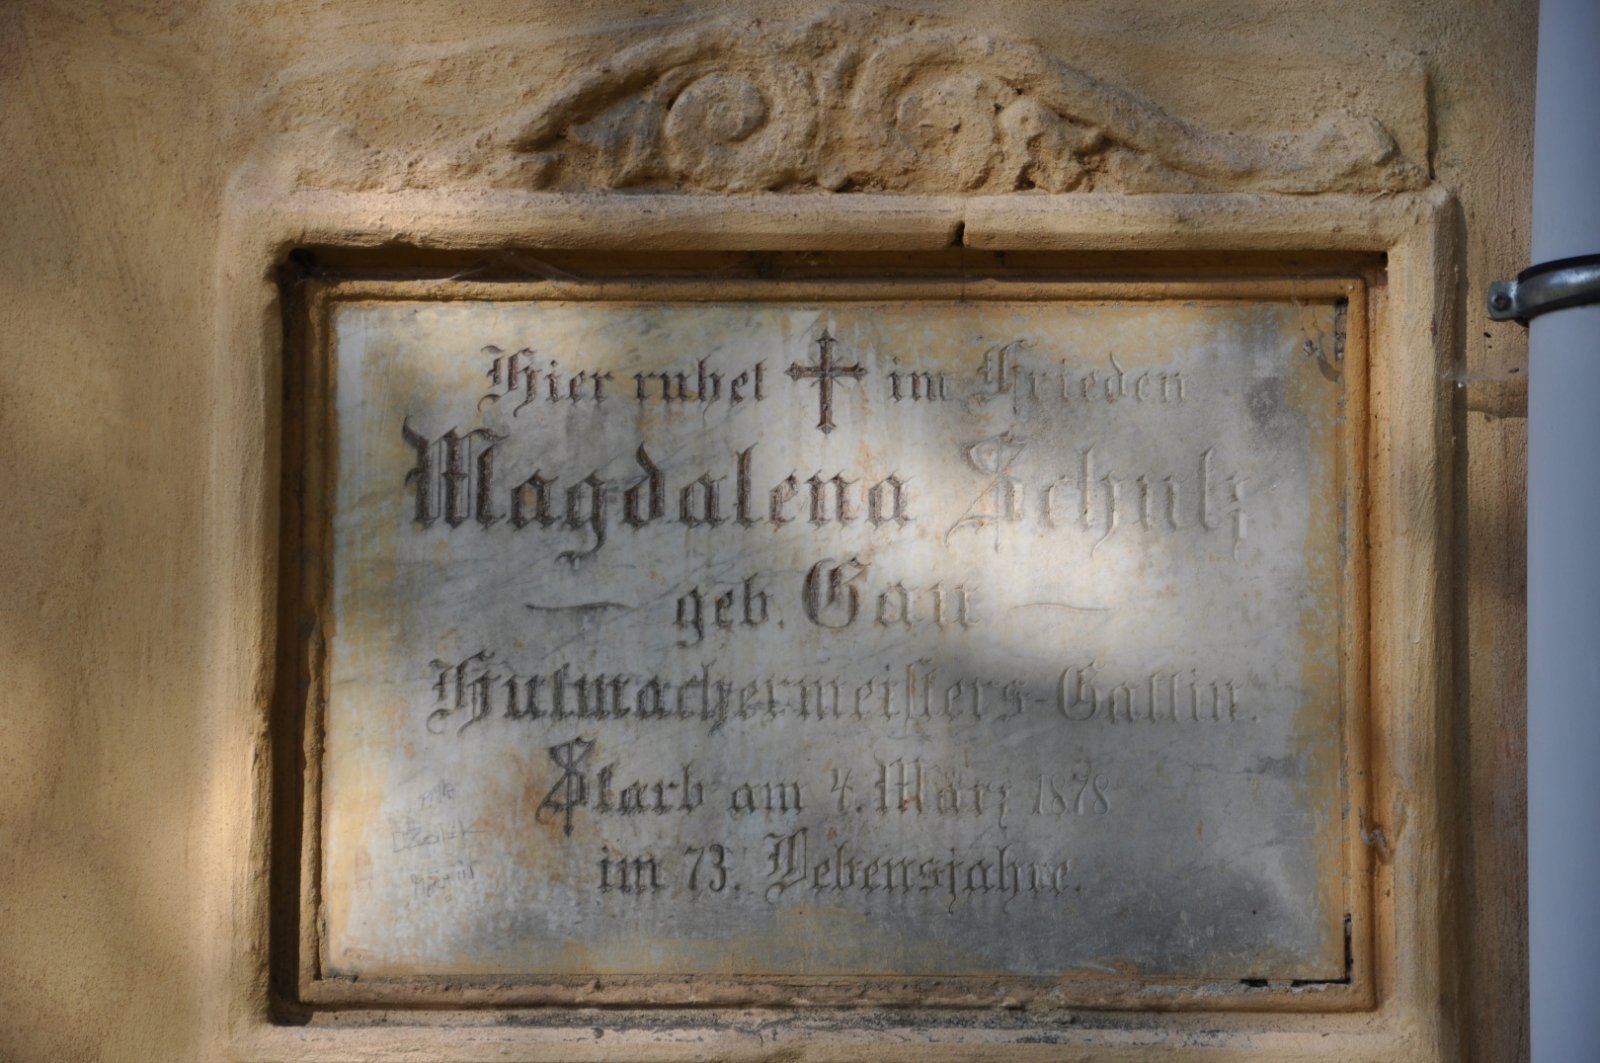 Hier ruhet im Frieden
Magdalena Schulz
geb. Gau
Hutmachermeisters-Gattin.
Starb am 4. März 1878
im 73. Lebensjahre.